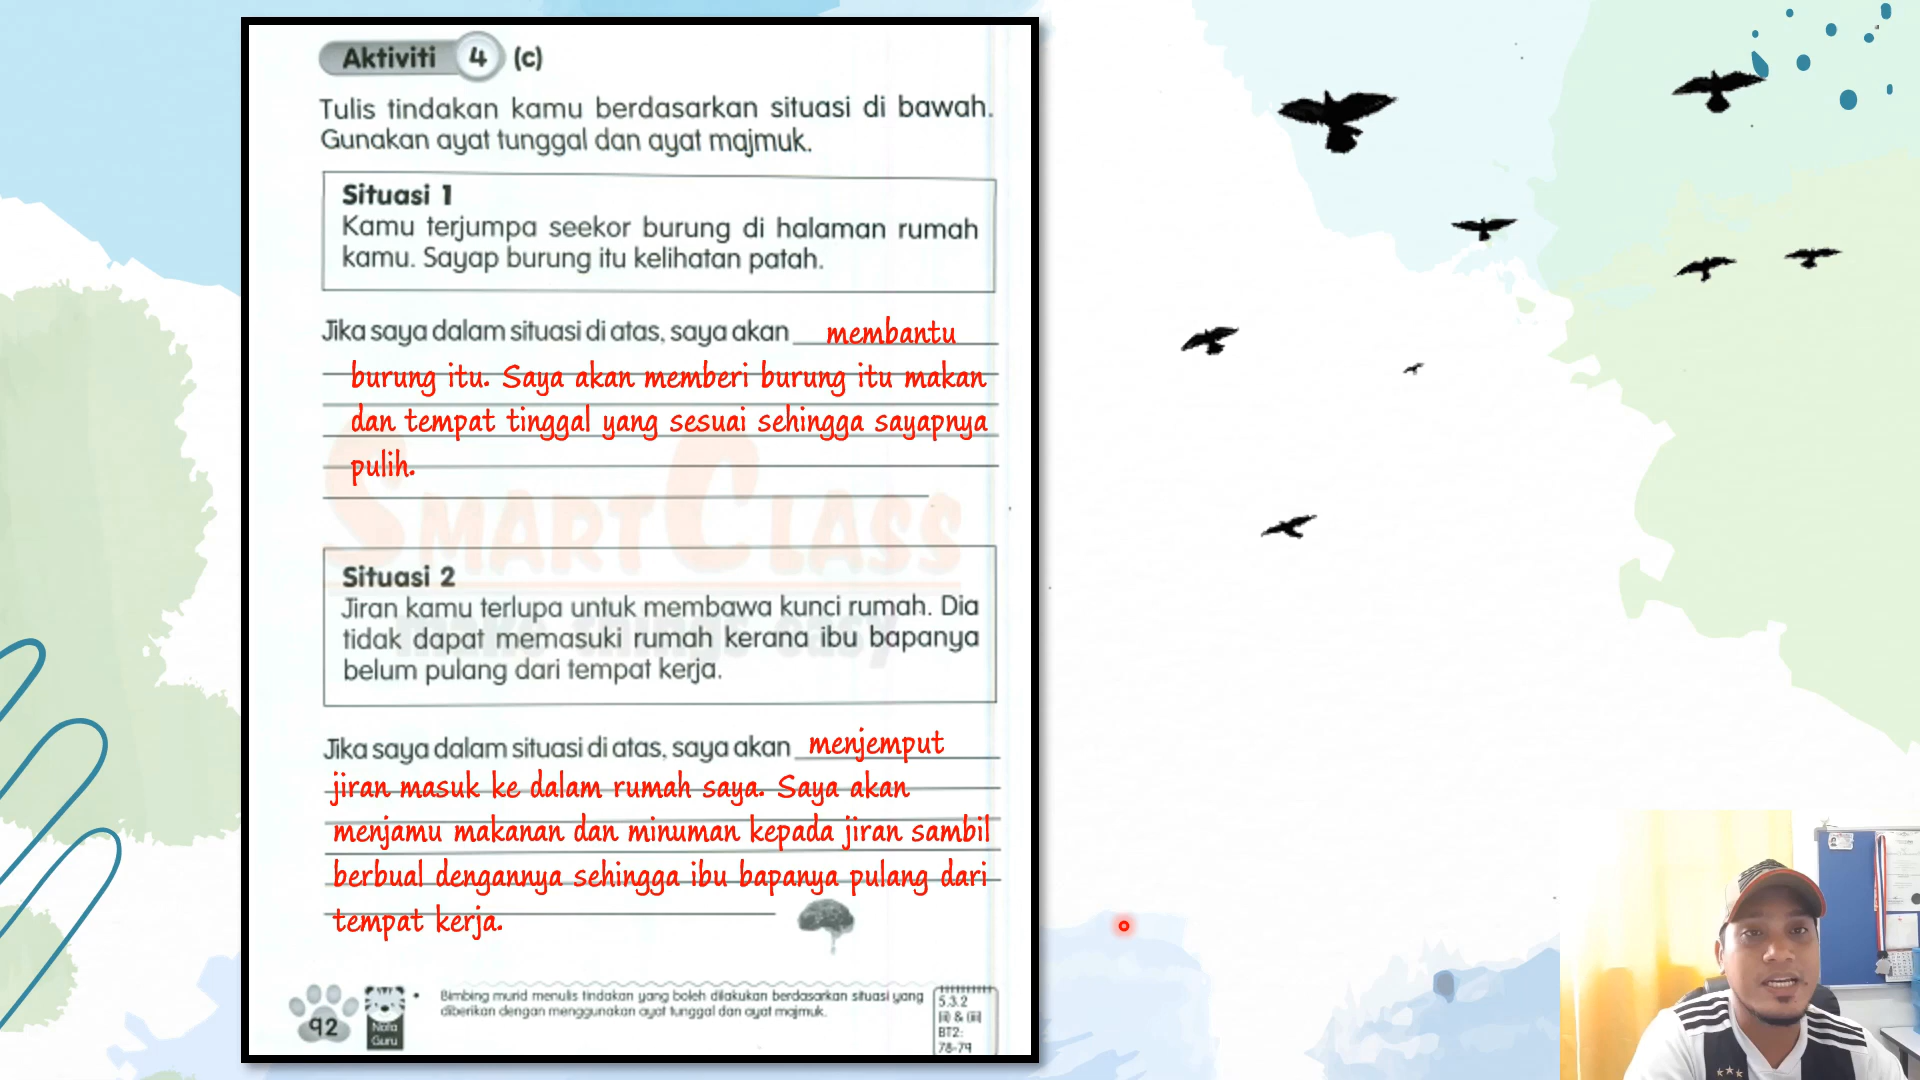 Aktiviti 4 (c)
Tulis tindakan kamu berdasarkan situasi di bawah.
Gunakan ayat tunggal dan ayat majmuk.
Situasi 1
Kamu terjumpa seekor burung di halaman rumah
kamu. Sayap burung itu kelihatan patah.
Jika saya dalam situasi di atas, saya akan membantu
burung itu. Saya akan memberi burung itu makan
dan tempat tinggal yang sesuai sehingga sayapnya
pulih.
SMARTCLASS
Situasi 2
Jiran kamu terlupa untuk membawa kunci rumah. Dia
tidak dapat memasuki rumah kerana ibu bapanya
belum pulang dari tempat kerja.
Jika saya dalam situasi di atas, saya akan menjemput
jiran masuk ke dalam rumah saya. Saya akan
menjamu makanan dan minuman kepada jiran sambil
berbual dengannya sehingga ibu bapanya pulang dari
tempat kerja.
92
Nota
Guru
• Bimbing murid menulis tindakan yang boleh dilakukan berdasarkan situasi yang
diberikan dengan menggunakan ayat tunggal dan ayat majmuk.
5.3.2
(ii) & (iii)
BT2:
78-79